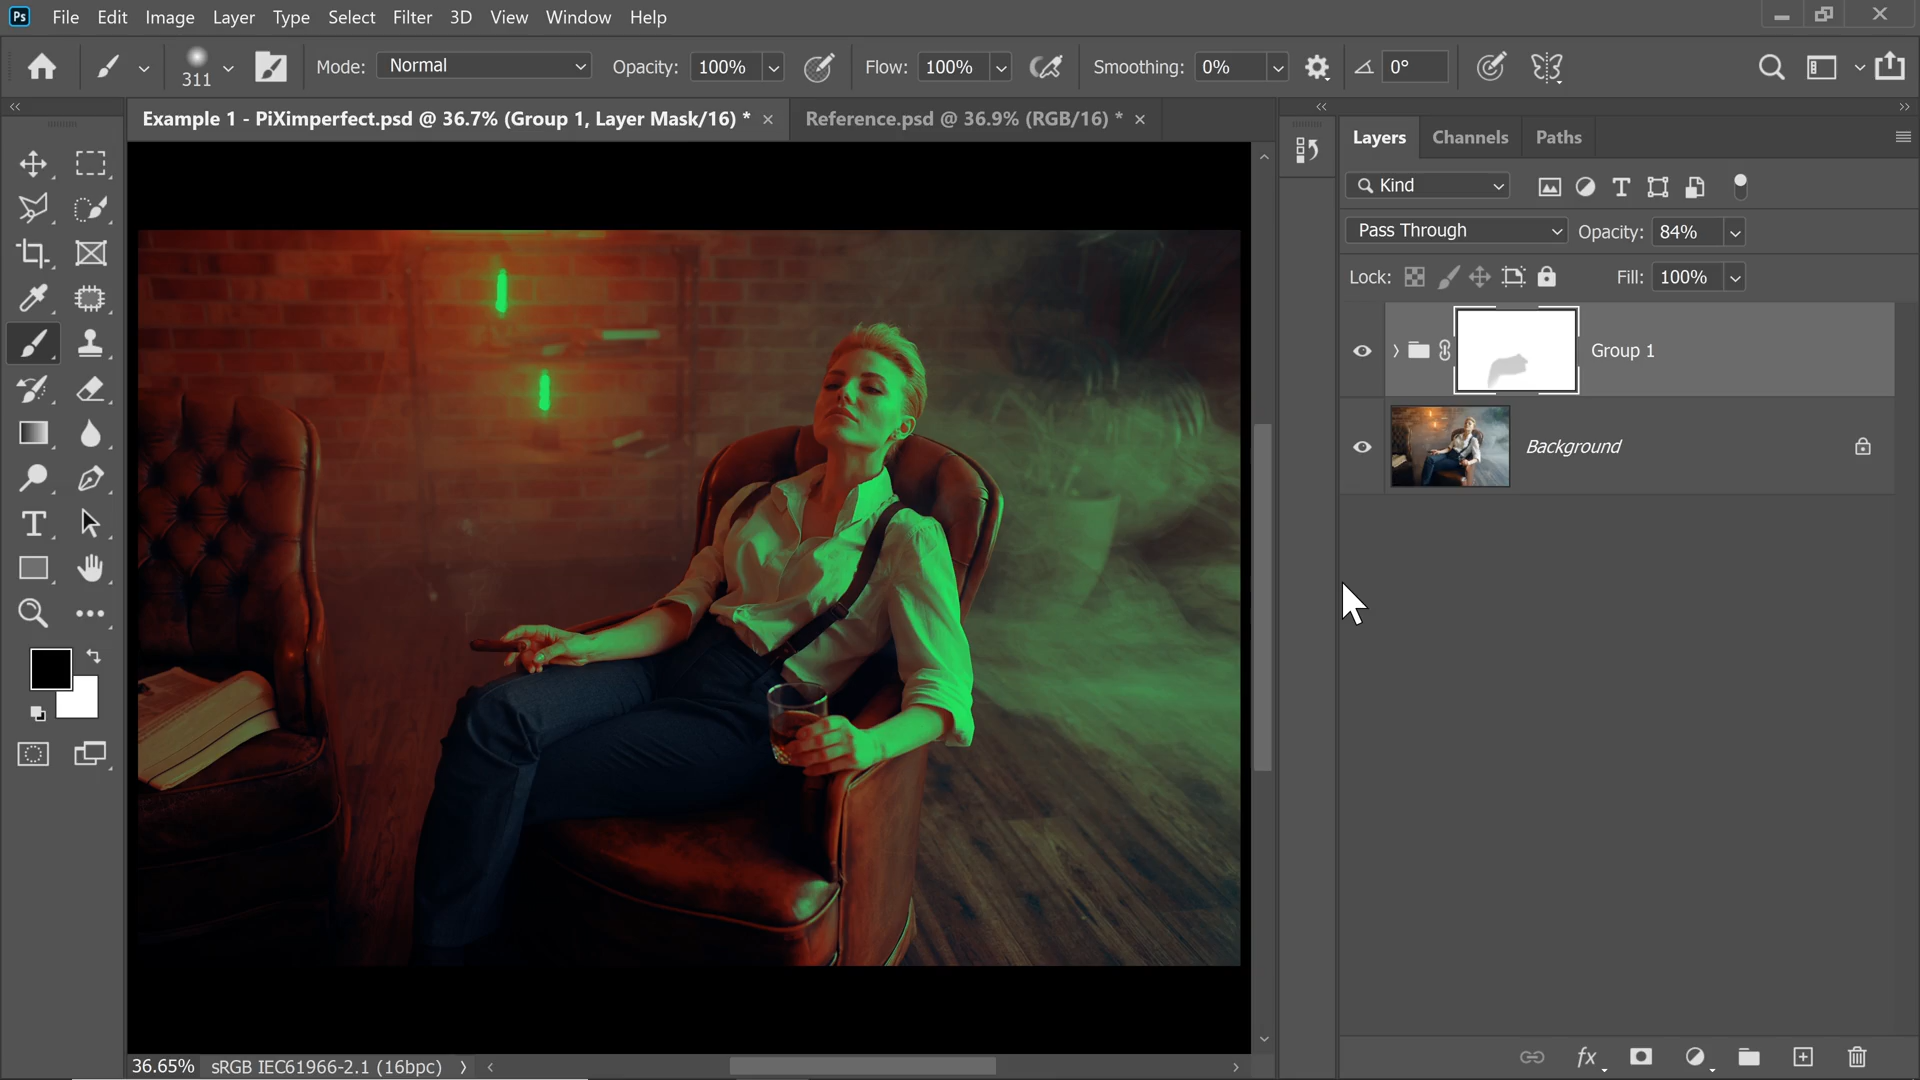 Ps File Edit Image Layer Type Select Filter 3D View Window Help
311 Mode: Normal Opacity: 100% Flow: 100% Smoothing: 0% 0°
Example 1 - PiXimperfect.psd @ 36.7% (Group 1, Layer Mask/16) * × Reference.psd @ 36.9% (RGB/16) * ×
Layers Channels Paths
Kind
Pass Through Opacity: 84%
Lock: Fill: 100%
Group 1
Background
36.65% sRGB IEC61966-2.1 (16bpc)
fx